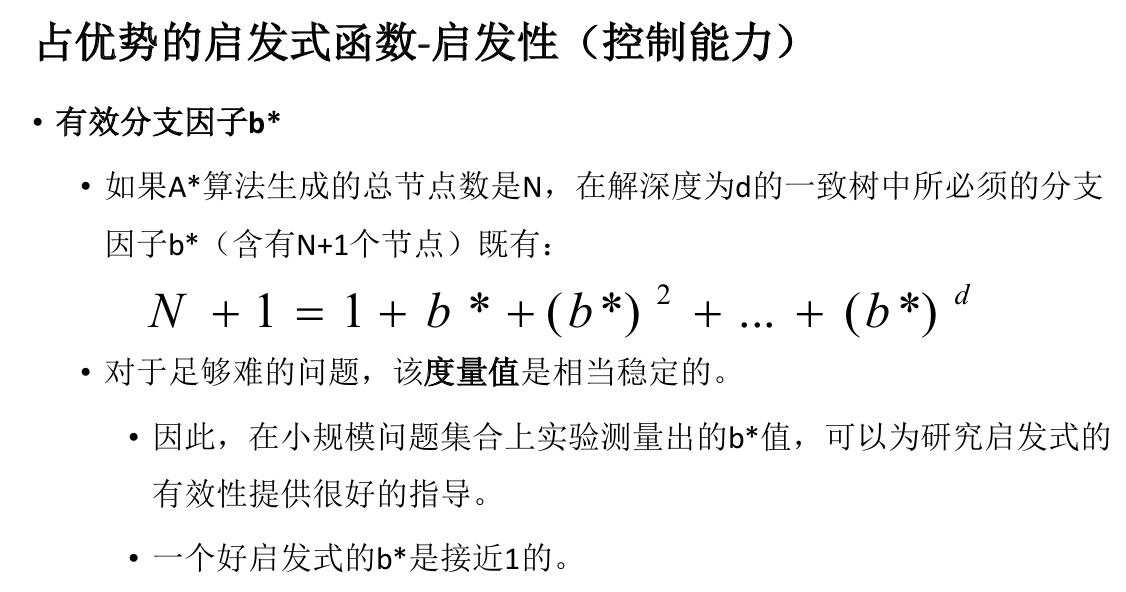 占优势的启发式函数-启发性（控制能力）
• 有效分支因子b*
• 如果A*算法生成的总节点数是N，在解深度为d的一致树中所必须的分支
因子b*（含有N+1个节点）既有：
N + 1 = 1 + b * + (b*)² + ... + (b*)ᵈ
• 对于足够难的问题，该度量值是相当稳定的。
• 因此，在小规模问题集合上实验测量出的b*值，可以为研究启发式的
有效性提供很好的指导。
• 一个好启发式的b*是接近1的。